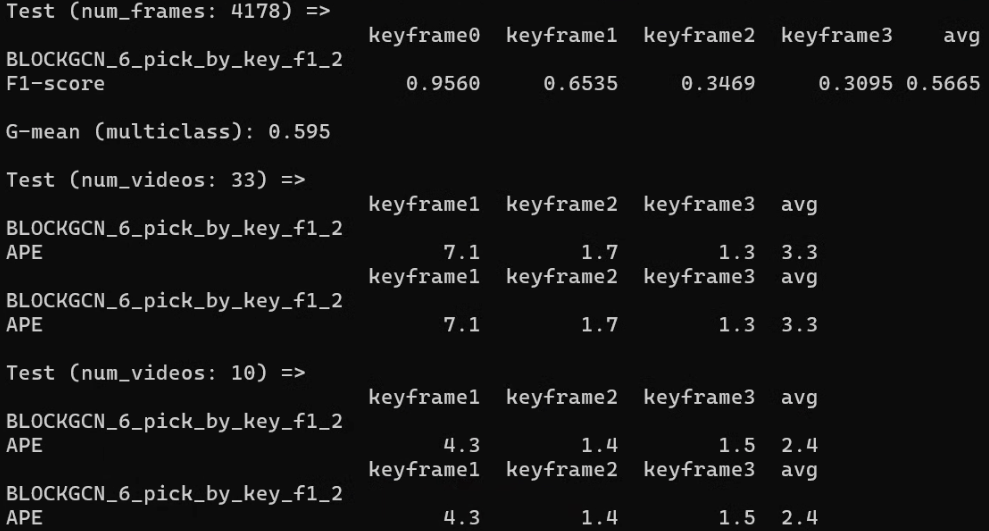 Test (num_frames: 4178) =>
keyframe0 keyframe1 keyframe2 keyframe3 avg
BLOCKGCN_6_pick_by_key_f1_2
F1-score 0.9560 0.6535 0.3469 0.3095 0.5665
G-mean (multiclass): 0.595
Test (num_videos: 33) =>
keyframe1 keyframe2 keyframe3 avg
BLOCKGCN_6_pick_by_key_f1_2
APE 7.1 1.7 1.3 3.3
keyframe1 keyframe2 keyframe3 avg
BLOCKGCN_6_pick_by_key_f1_2
APE 7.1 1.7 1.3 3.3
Test (num_videos: 10) =>
keyframe1 keyframe2 keyframe3 avg
BLOCKGCN_6_pick_by_key_f1_2
APE 4.3 1.4 1.5 2.4
keyframe1 keyframe2 keyframe3 avg
BLOCKGCN_6_pick_by_key_f1_2
APE 4.3 1.4 1.5 2.4